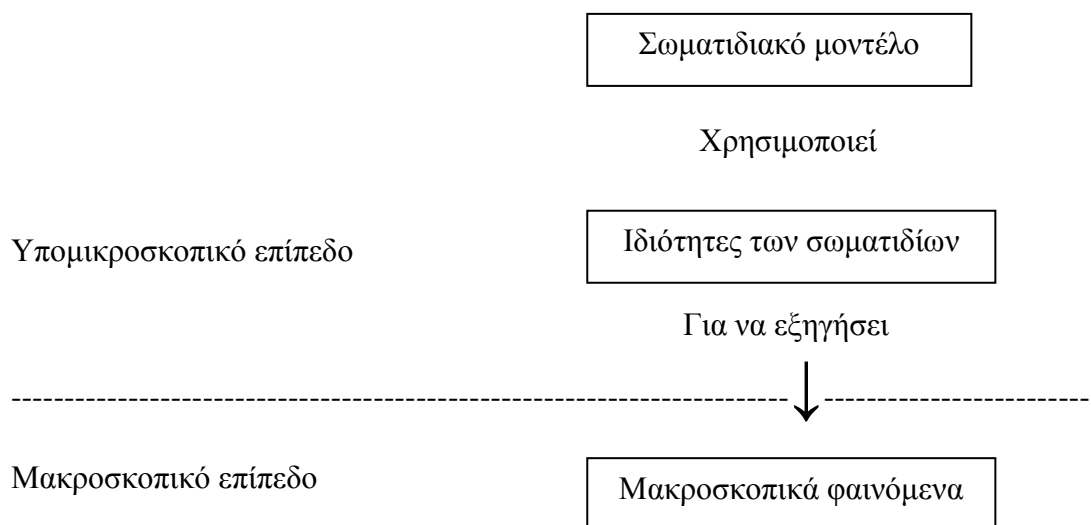 Σωματιδιακό μοντέλο
Χρησιμοποιεί
Υπομικροσκοπικό επίπεδο
Ιδιότητες των σωματιδίων
Για να εξηγήσει
Μακροσκοπικό επίπεδο
Μακροσκοπικά φαινόμενα